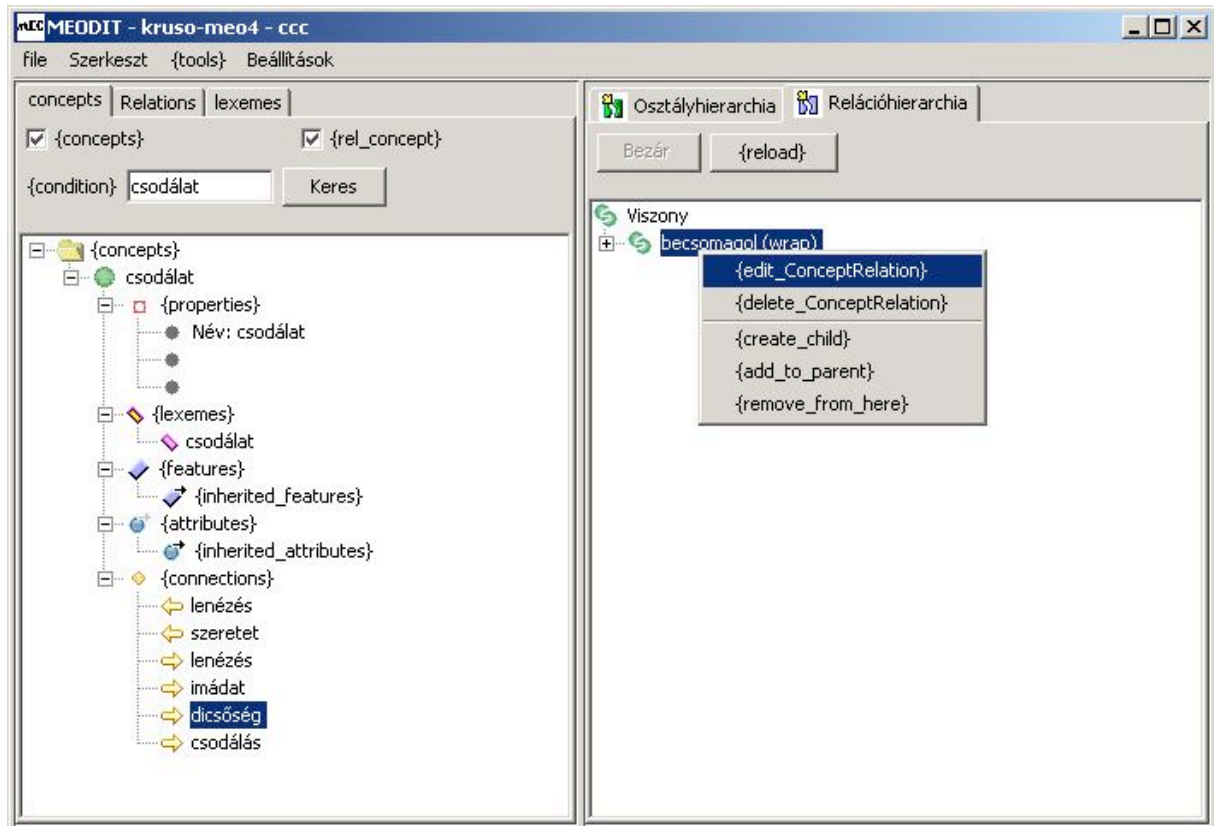 mEC MEODIT - kruso-meo4 - ccc
file Szerkeszt {tools} Beállítások
concepts Relations lexemes
{concepts} {rel_concept}
{condition} csodálat Keres
{concepts}
csodálat
{properties}
Név: csodálat
{lexemes}
csodálat
{features}
{inherited_features}
{attributes}
{inherited_attributes}
{connections}
lenézés
szeretet
lenézés
imádat
dicsőség
csodálás
Osztályhierarchia Relációhierarchia
Bezár {reload}
Viszony
becsomagol (wrap)
{edit_ConceptRelation}
{delete_ConceptRelation}
{create_child}
{add_to_parent}
{remove_from_here}